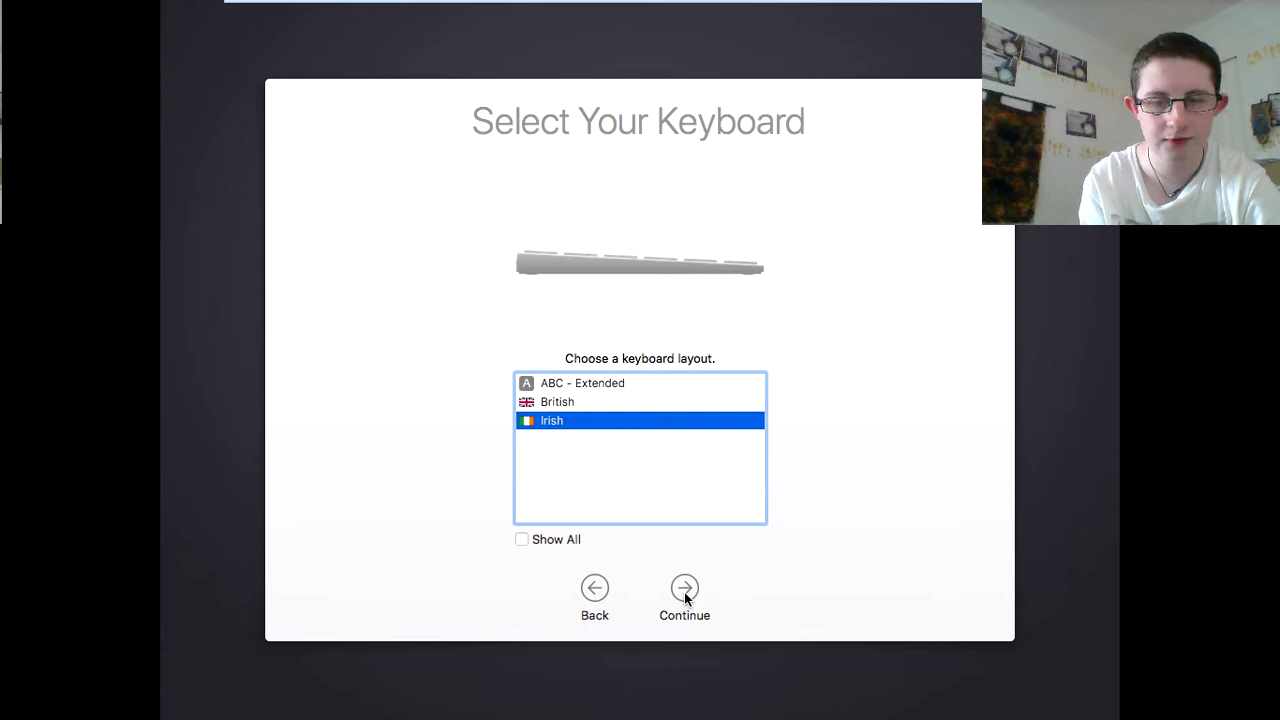 Select Your Keyboard
Choose a keyboard layout.
A ABC - Extended
British
Irish
Show All
Back
Continue